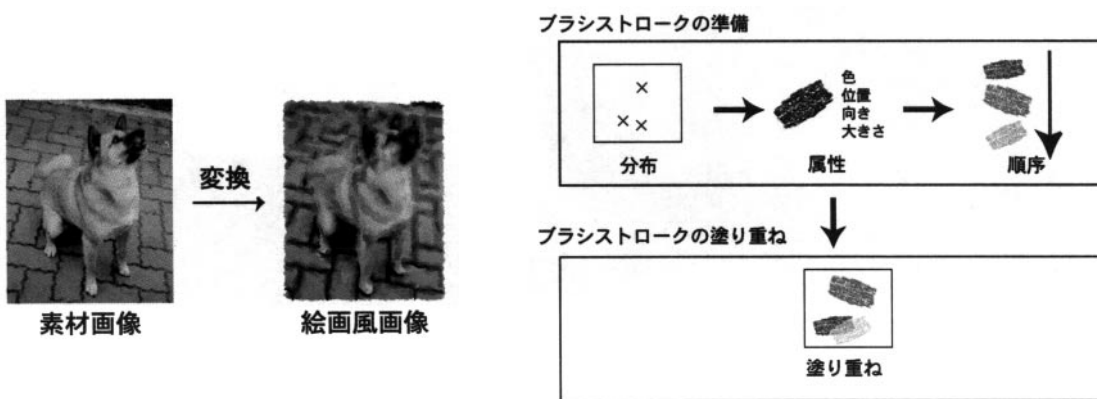 変換
素材画像
絵画風画像
ブラシストロークの準備
分布
色
位置
向き
大きさ
属性
順序
ブラシストロークの塗り重ね
塗り重ね